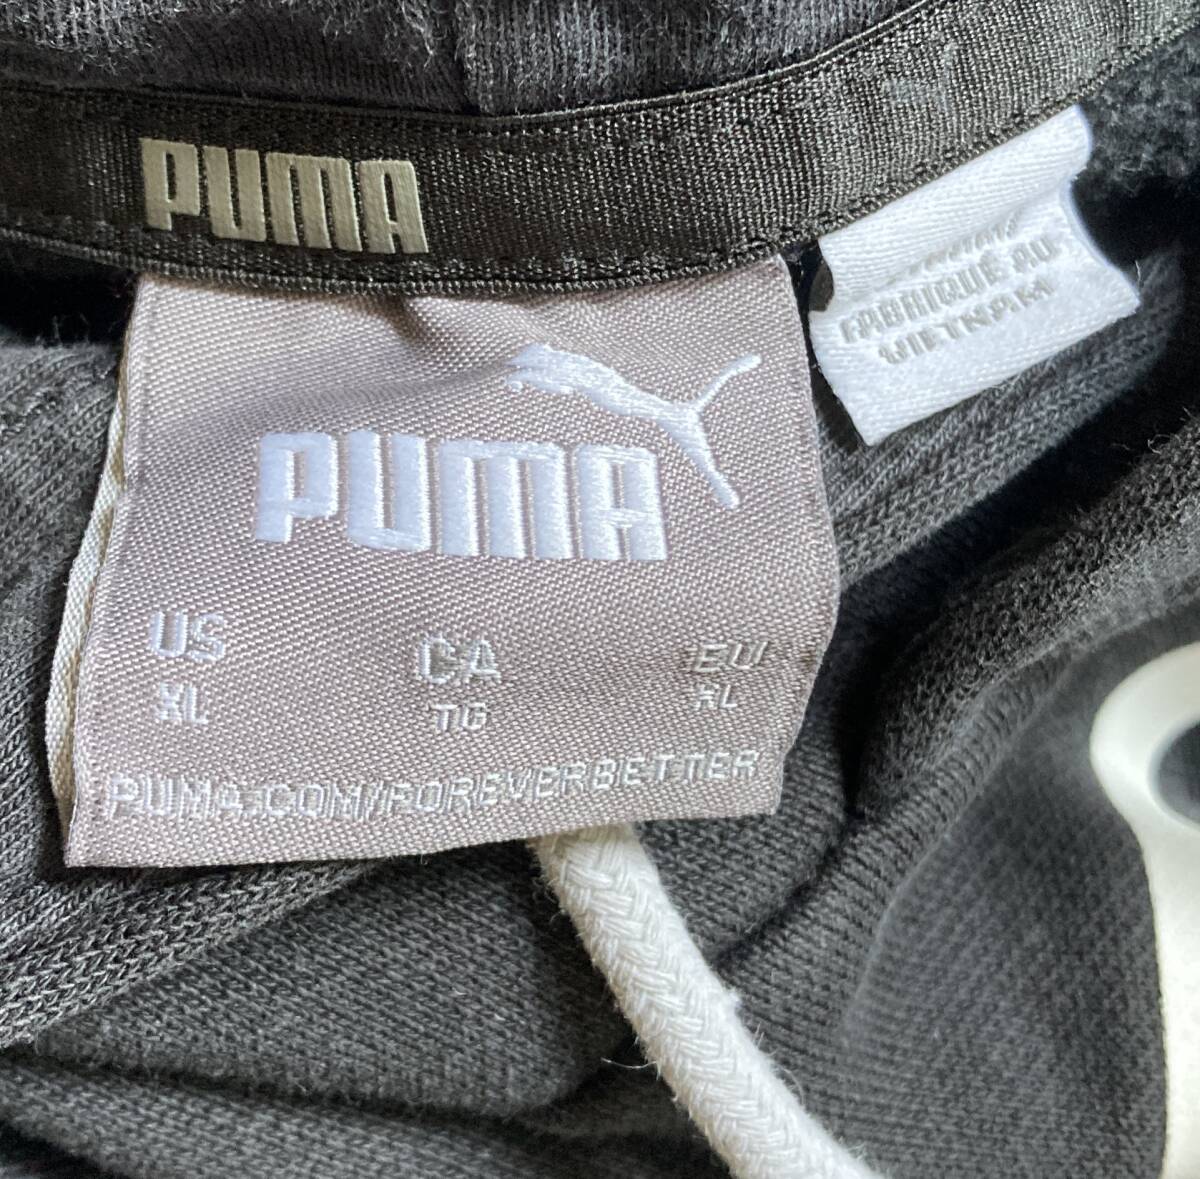 PUMA
FABRIQUÉ AU
VIETNAM
PUMA
US CA EU
XL TG XL
PUMA.COM/FOREVERBETTER